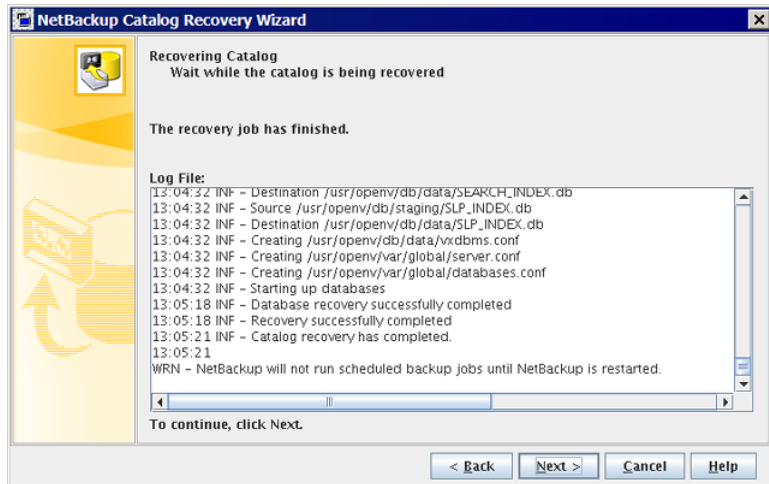 NetBackup Catalog Recovery Wizard
Recovering Catalog
Wait while the catalog is being recovered
The recovery job has finished.
Log File:
13:04:32 INF - Destination /usr/openv/db/data/SEARCH_INDEX.db
13:04:32 INF - Source /usr/openv/db/staging/SLP_INDEX.db
13:04:32 INF - Destination /usr/openv/db/data/SLP_INDEX.db
13:04:32 INF - Creating /usr/openv/db/data/vxdbms.conf
13:04:32 INF - Creating /usr/openv/var/global/server.conf
13:04:32 INF - Creating /usr/openv/var/global/databases.conf
13:04:32 INF - Starting up databases
13:05:18 INF - Database recovery successfully completed
13:05:18 INF - Recovery successfully completed
13:05:21 INF - Catalog recovery has completed.
13:05:21
WRN - NetBackup will not run scheduled backup jobs until NetBackup is restarted.
To continue, click Next.
< Back Next > Cancel Help